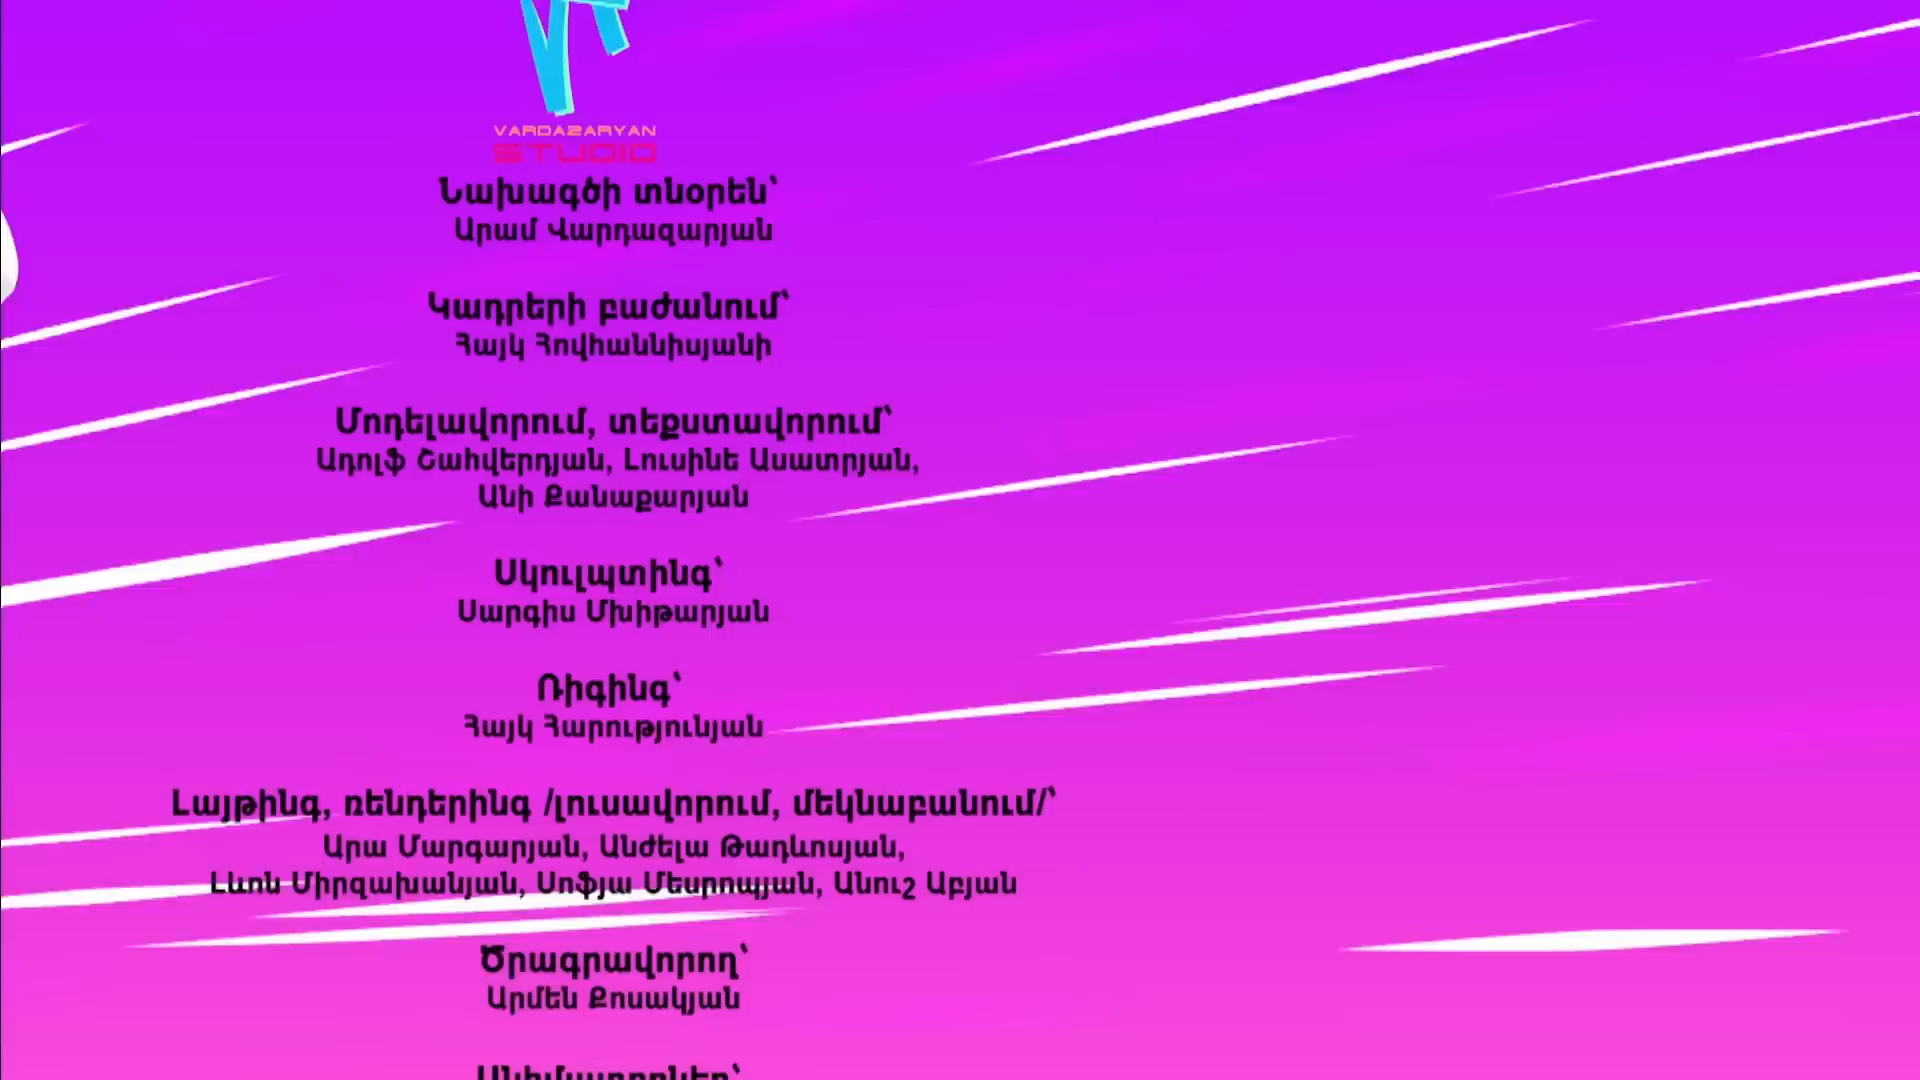 VARDAZARYAN
STUDIO
Նախագծի տնօրեն՝
Արամ Վարդազարյան
Կադրերի բաժանում՝
Հայկ Հովհաննիսյանի
Մոդելավորում, տեքստավորում՝
Ադոլֆ Շահվերդյան, Լուսինե Ասատրյան,
Անի Քանաքարյան
Սկուլպտինգ՝
Սարգիս Մխիթարյան
Ռիգինգ՝
Հայկ Հարությունյան
Լայթինգ, ռենդերինգ /լուսավորում, մեկնաբանում/՝
Արա Մարգարյան, Անժելա Թադևոսյան,
Լևոն Միրզախանյան, Սոֆյա Մեսրոպյան, Անուշ Աբյան
Ծրագրավորող՝
Արմեն Քոսակյան
Անիմատորներ՝